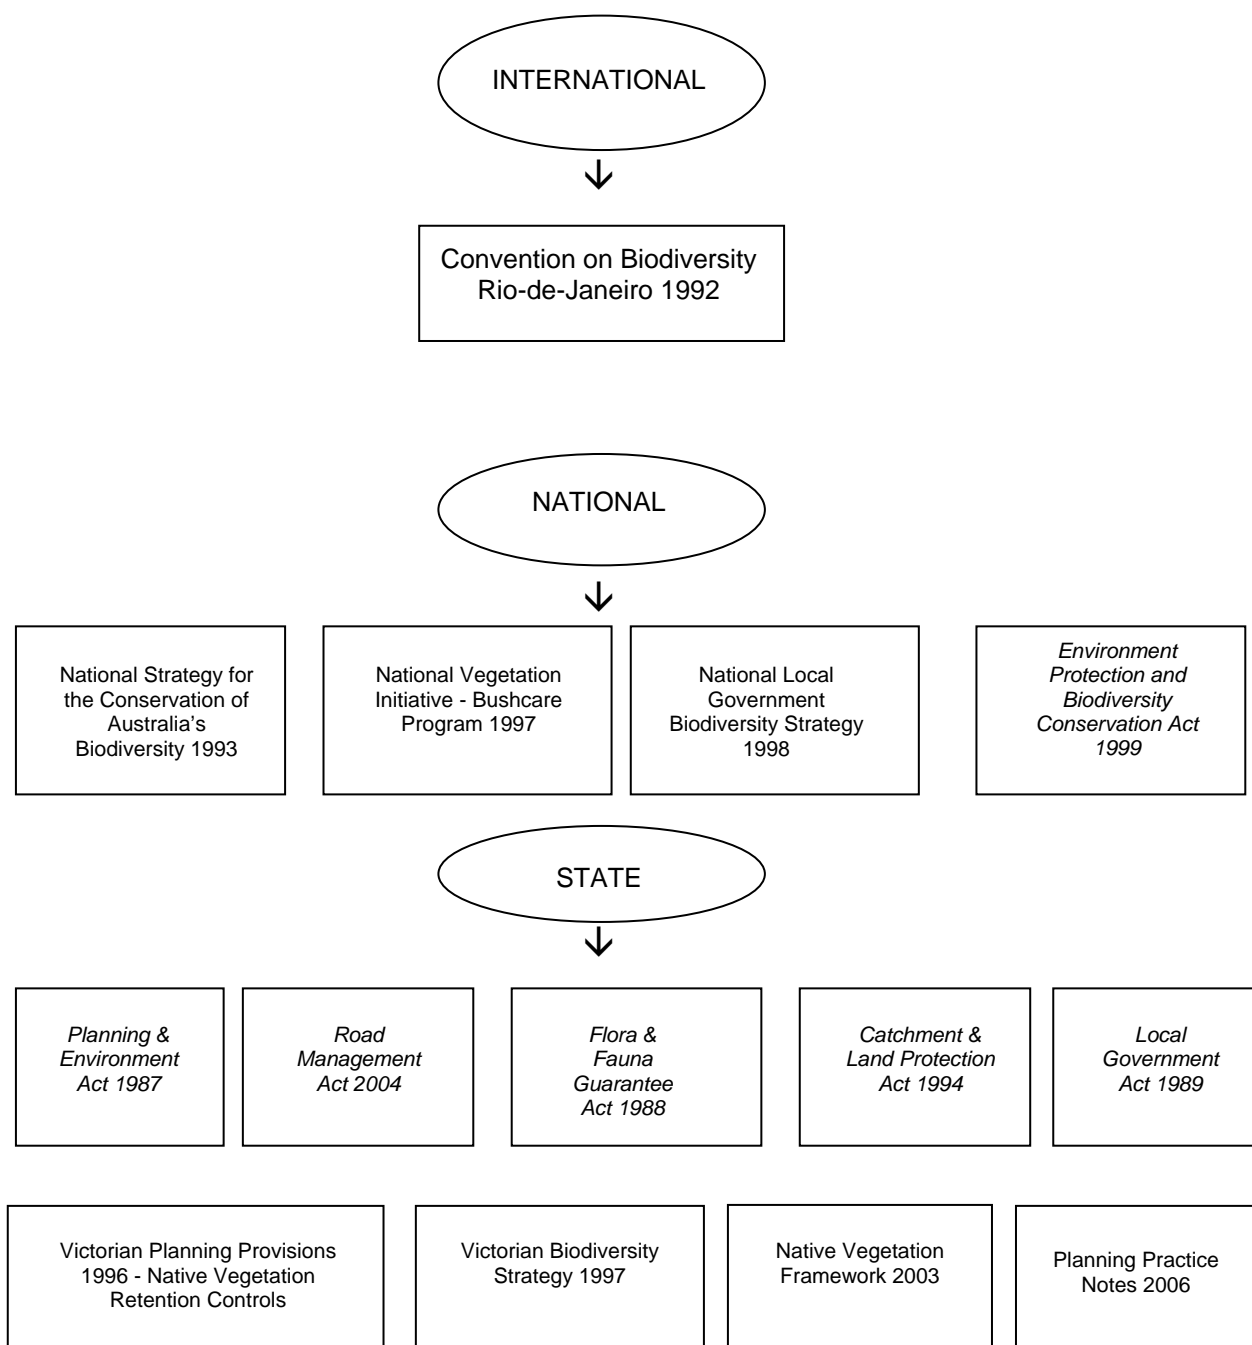 INTERNATIONAL
Convention on Biodiversity
Rio-de-Janeiro 1992
NATIONAL
National Strategy for
the Conservation of
Australia's
Biodiversity 1993
National Vegetation
Initiative - Bushcare
Program 1997
National Local
Government
Biodiversity Strategy
1998
Environment
Protection and
Biodiversity
Conservation Act
1999
STATE
Planning &
Environment
Act 1987
Road
Management
Act 2004
Flora &
Fauna
Guarantee
Act 1988
Catchment &
Land Protection
Act 1994
Local
Government
Act 1989
Victorian Planning Provisions
1996 - Native Vegetation
Retention Controls
Victorian Biodiversity
Strategy 1997
Native Vegetation
Framework 2003
Planning Practice
Notes 2006